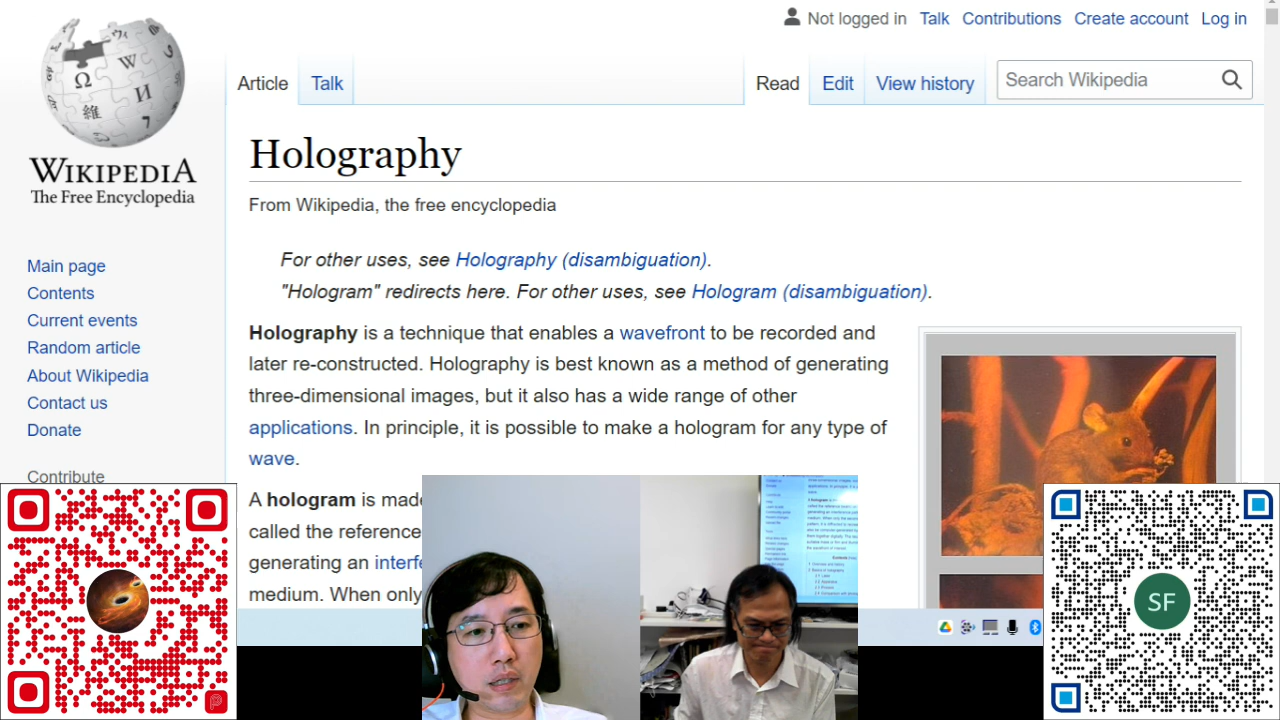 Not logged in Talk Contributions Create account Log in
Article Talk Read Edit View history Search Wikipedia
WIKIPEDIA
The Free Encyclopedia
Main page
Contents
Current events
Random article
About Wikipedia
Contact us
Donate
Contribute
Holography
From Wikipedia, the free encyclopedia
For other uses, see Holography (disambiguation).
"Hologram" redirects here. For other uses, see Hologram (disambiguation).
Holography is a technique that enables a wavefront to be recorded and
later re-constructed. Holography is best known as a method of generating
three-dimensional images, but it also has a wide range of other
applications. In principle, it is possible to make a hologram for any type of
wave.
A hologram is made
called the reference
generating an
medium. When only
SF